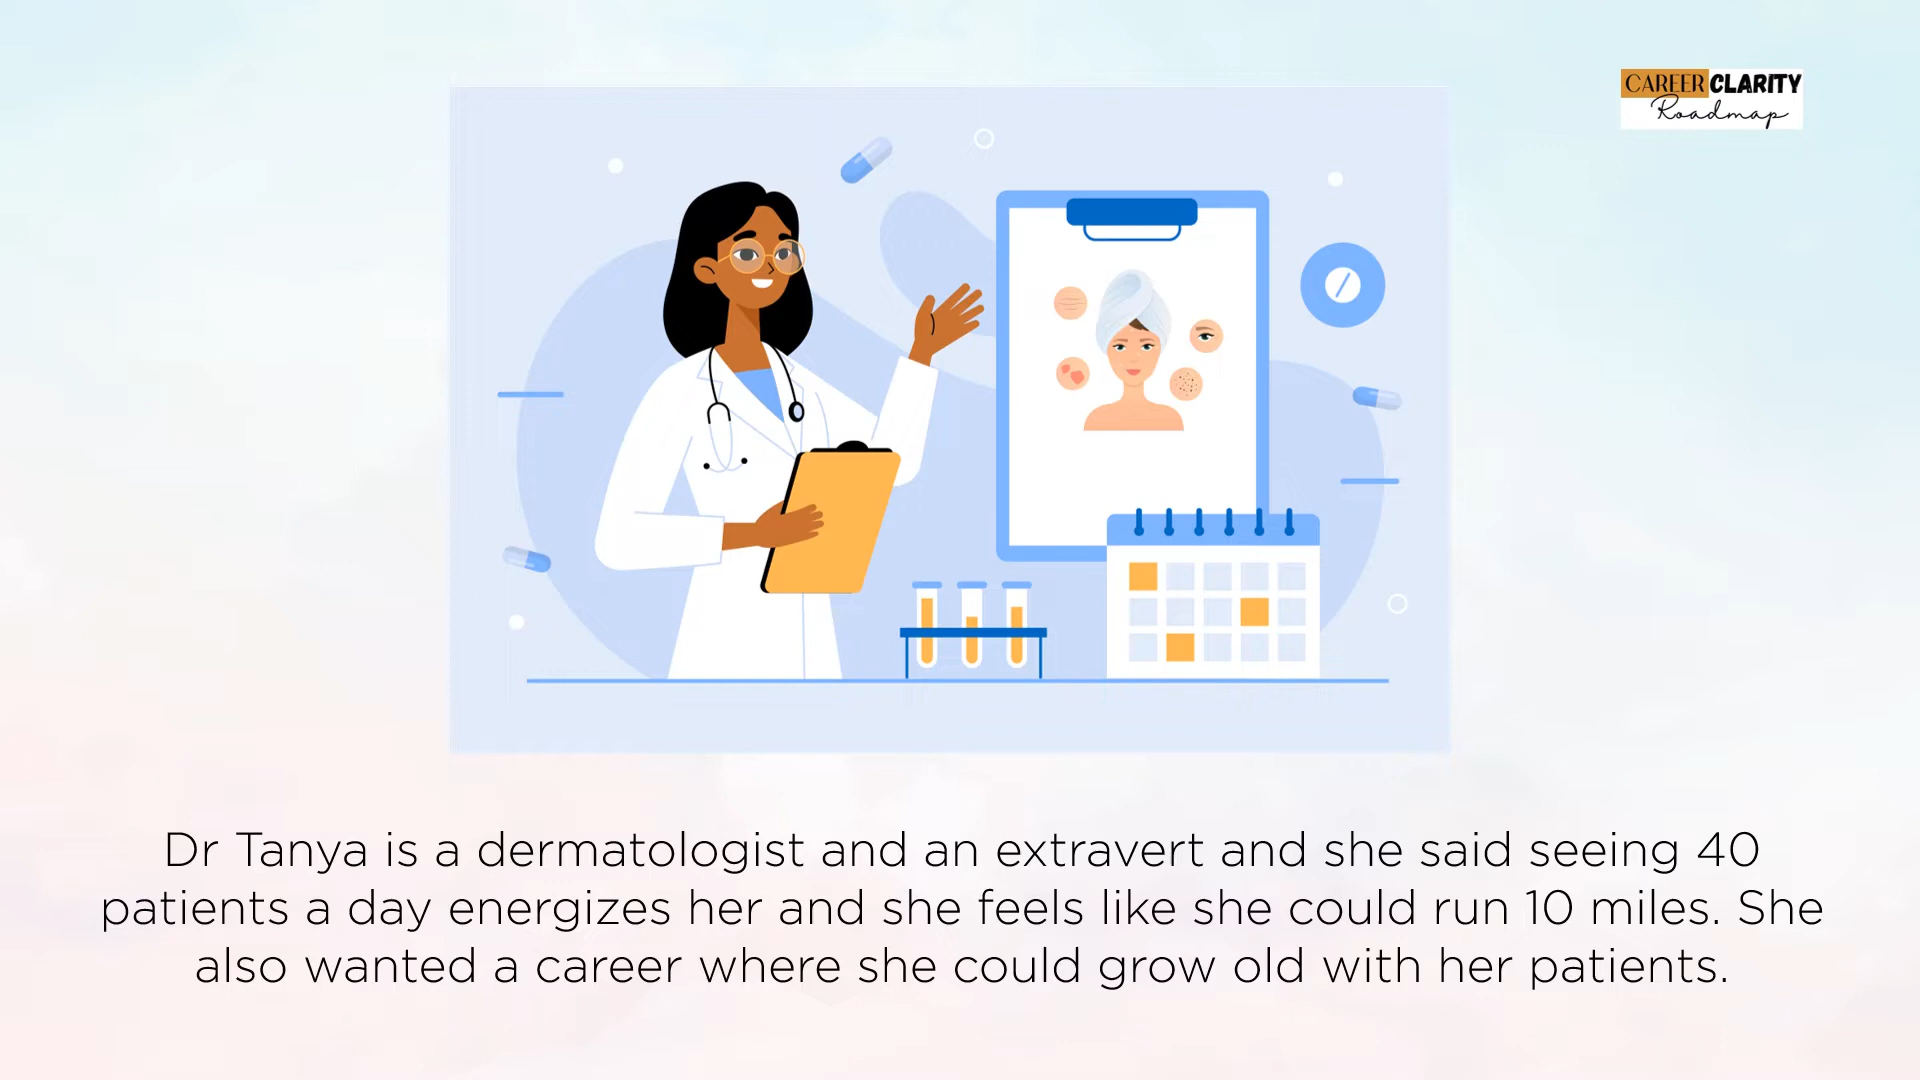 CAREER CLARITY
Roadmap
Dr Tanya is a dermatologist and an extravert and she said seeing 40
patients a day energizes her and she feels like she could run 10 miles. She
also wanted a career where she could grow old with her patients.